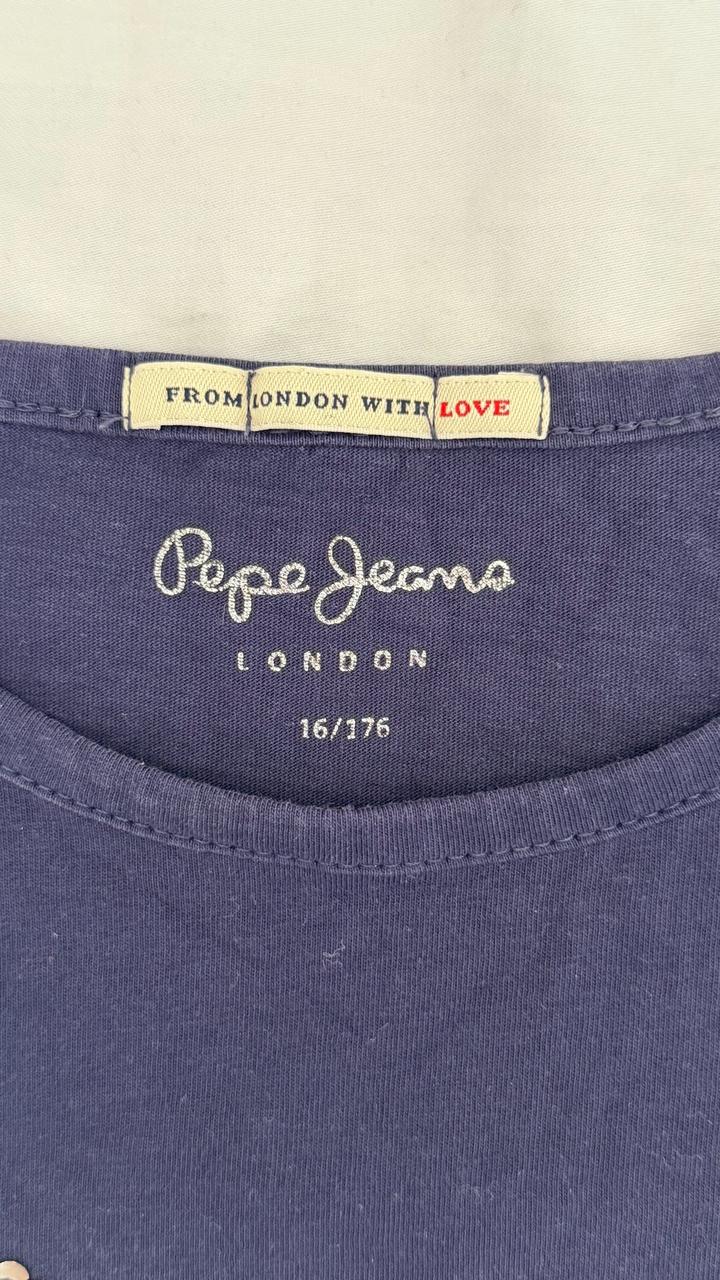 FROM LONDON WITH LOVE
Pepe Jeans
LONDON
16/176